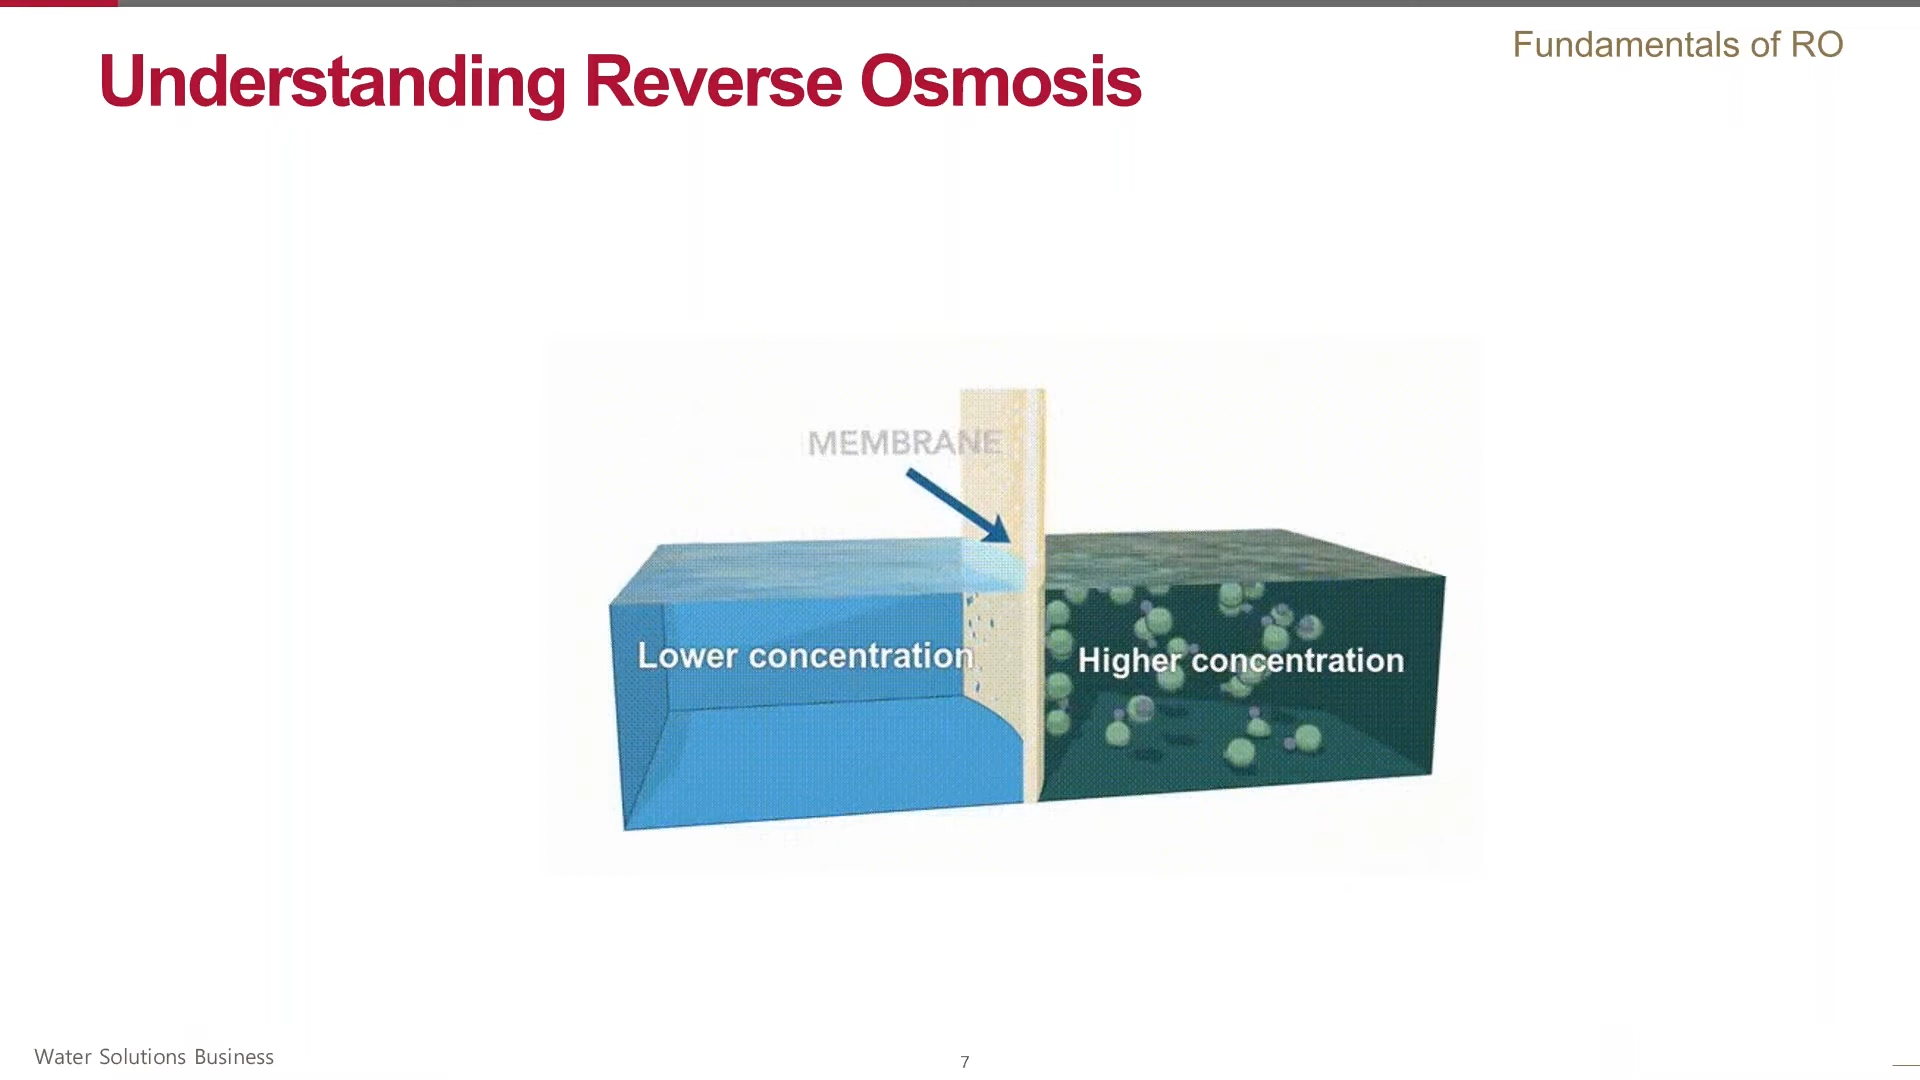 Fundamentals of RO
Understanding Reverse Osmosis
MEMBRANE
Lower concentration
Higher concentration
Water Solutions Business
7